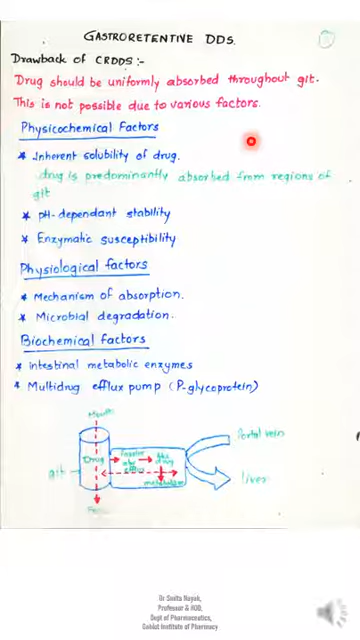 GASTRORETENTIVE DDS.
Drawback of CRDDS:-
Drug should be uniformly absorbed throughout git.
This is not possible due to various factors.
Physicochemical Factors
* Inherent solubility of drug.
drug is predominantly absorbed from regions of
git
* pH-dependant stability
* Enzymatic susceptibility
Physiological factors
* Mechanism of absorption.
* Microbial degradation.
Biochemical Factors
* Intestinal metabolic enzymes
* Multidrug efflux pump (P-glycoprotein)
Mouth
Portal vein
Drug
efflux
git
metabolism
liver
Dr Smita Nayak,
Professor & HOD,
Dept of Pharmaceutics,
Gahlot Institute of Pharmacy